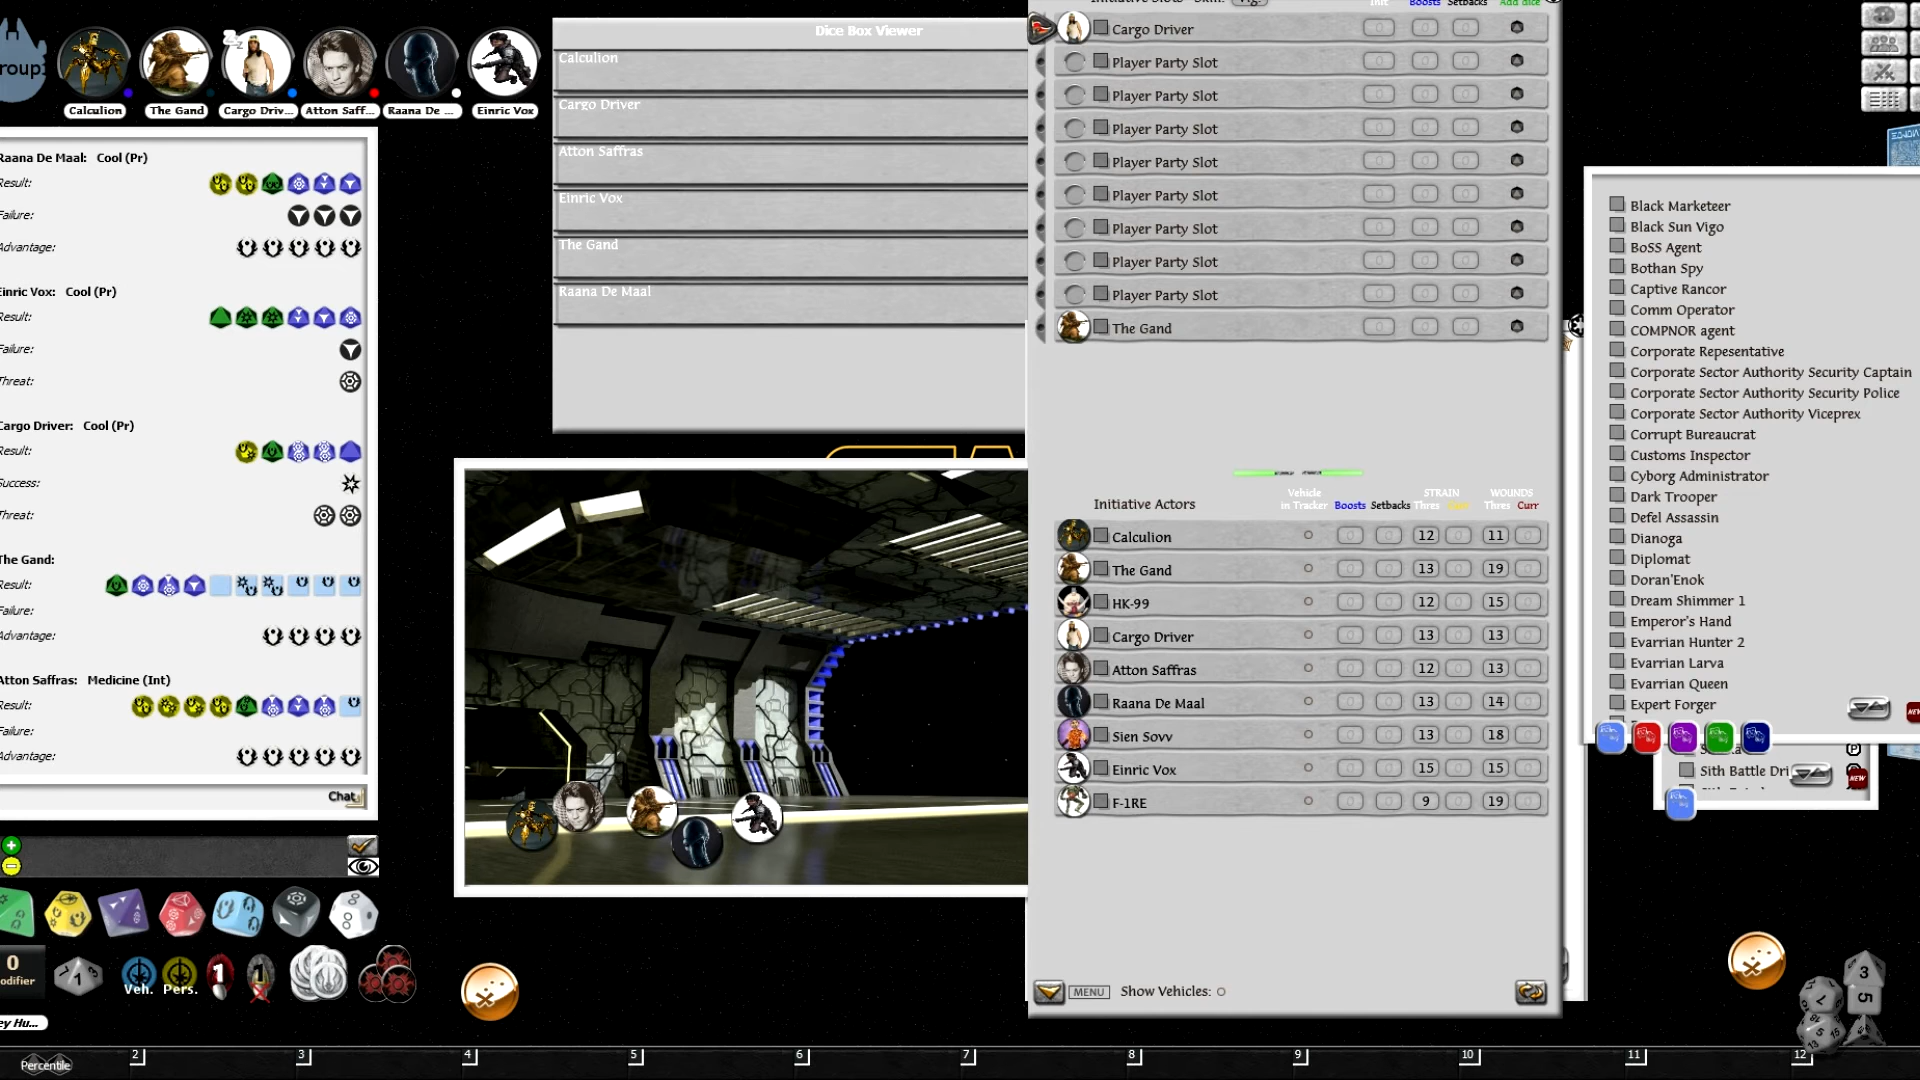 roup
Calculion
The Gand
Cargo Driv...
Atton Saff...
Raana De ...
Einric Vox
Raana De Maal: Cool (Pr)
Result:
Failure:
Advantage:
Einric Vox: Cool (Pr)
Result:
Failure:
Threat:
Cargo Driver: Cool (Pr)
Result:
Success:
Threat:
The Gand:
Result:
Failure:
Advantage:
Atton Saffras: Medicine (Int)
Result:
Failure:
Advantage:
Chat
0
odifier
Veh.
Pers.
1
1
ey Hu...
Percentile
Dice Box Viewer
Calculion
Cargo Driver
Atton Saffras
Einric Vox
The Gand
Raana De Maal
Boosts Setbacks Add dice
Cargo Driver
Player Party Slot
Player Party Slot
Player Party Slot
Player Party Slot
Player Party Slot
Player Party Slot
Player Party Slot
Player Party Slot
The Gand
Initiative Actors
Vehicle in Tracker
Boosts Setbacks
STRAIN
Thres
WOUNDS
Thres Curr
Calculion 12 11
The Gand 13 19
HK-99 12 15
Cargo Driver 13 13
Atton Saffras 12 13
Raana De Maal 13 14
Sien Sovv 13 18
Einric Vox 15 15
F-1RE 9 19
MENU Show Vehicles:
Black Marketeer
Black Sun Vigo
BoSS Agent
Bothan Spy
Captive Rancor
Comm Operator
COMPNOR agent
Corporate Repesentative
Corporate Sector Authority Security Captain
Corporate Sector Authority Security Police
Corporate Sector Authority Viceprex
Corrupt Bureaucrat
Customs Inspector
Cyborg Administrator
Dark Trooper
Defel Assassin
Dianoga
Diplomat
Doran'Enok
Dream Shimmer 1
Emperor's Hand
Evarrian Hunter 2
Evarrian Larva
Evarrian Queen
Expert Forger
Sith Battle Dri
NEW
2 3 4 5 6 7 8 9 10 11 12